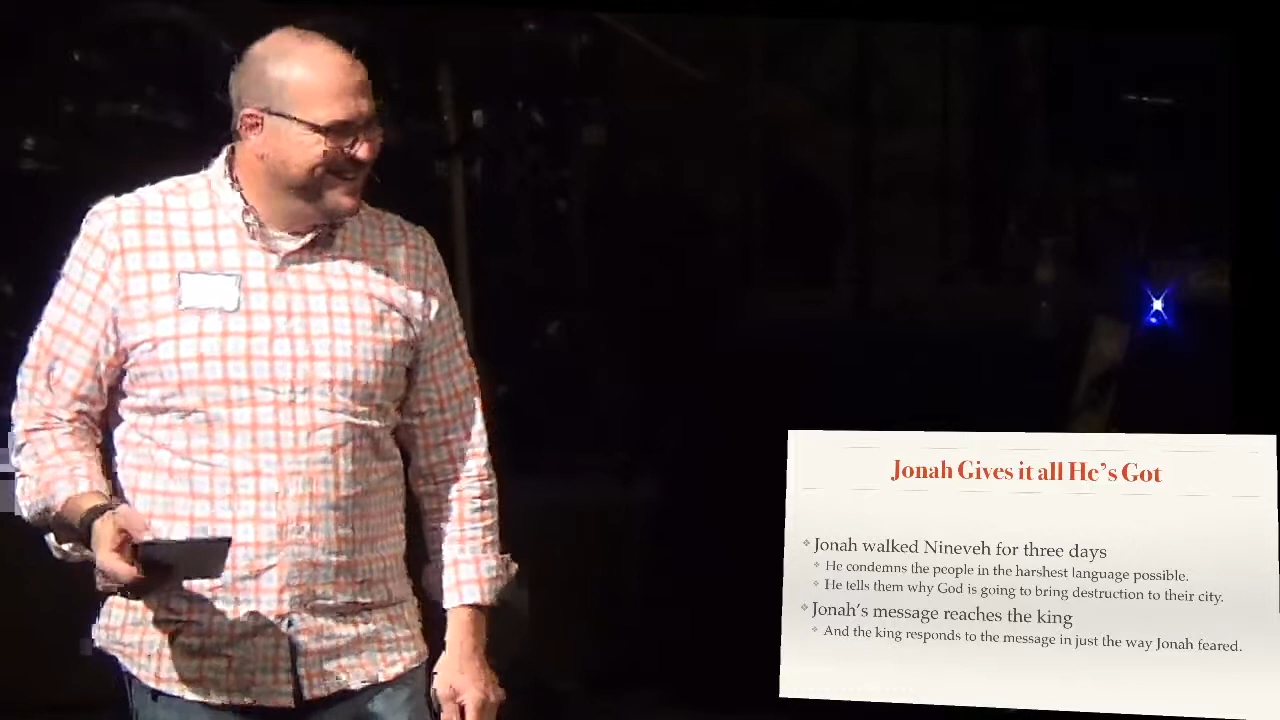 Jonah Gives it all He's Got
Jonah walked Nineveh for three days
He condemns the people in the harshest language possible.
He tells them why God is going to bring destruction to their city.
Jonah's message reaches the king
And the king responds to the message in just the way Jonah feared.